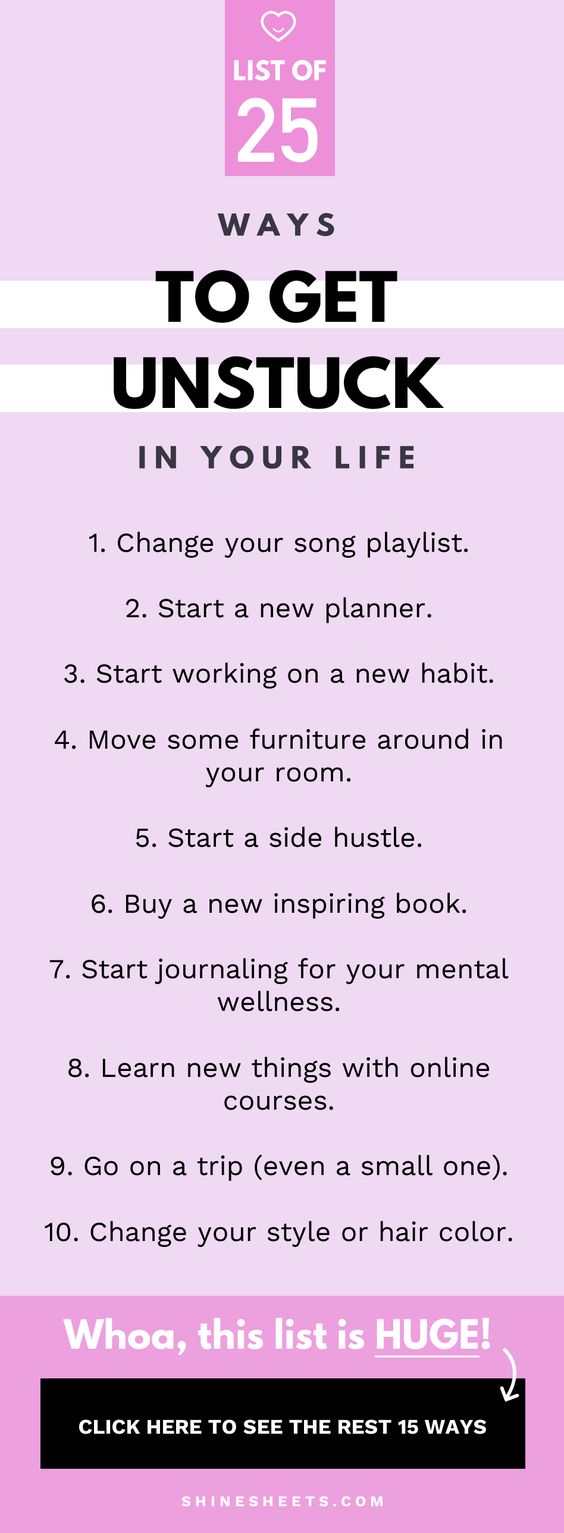 LIST OF
25
WAYS
TO GET
UNSTUCK
IN YOUR LIFE
1. Change your song playlist.
2. Start a new planner.
3. Start working on a new habit.
4. Move some furniture around in
your room.
5. Start a side hustle.
6. Buy a new inspiring book.
7. Start journaling for your mental
wellness.
8. Learn new things with online
courses.
9. Go on a trip (even a small one).
10. Change your style or hair color.
Whoa, this list is HUGE!
CLICK HERE TO SEE THE REST 15 WAYS
SHINESHEETS.COM